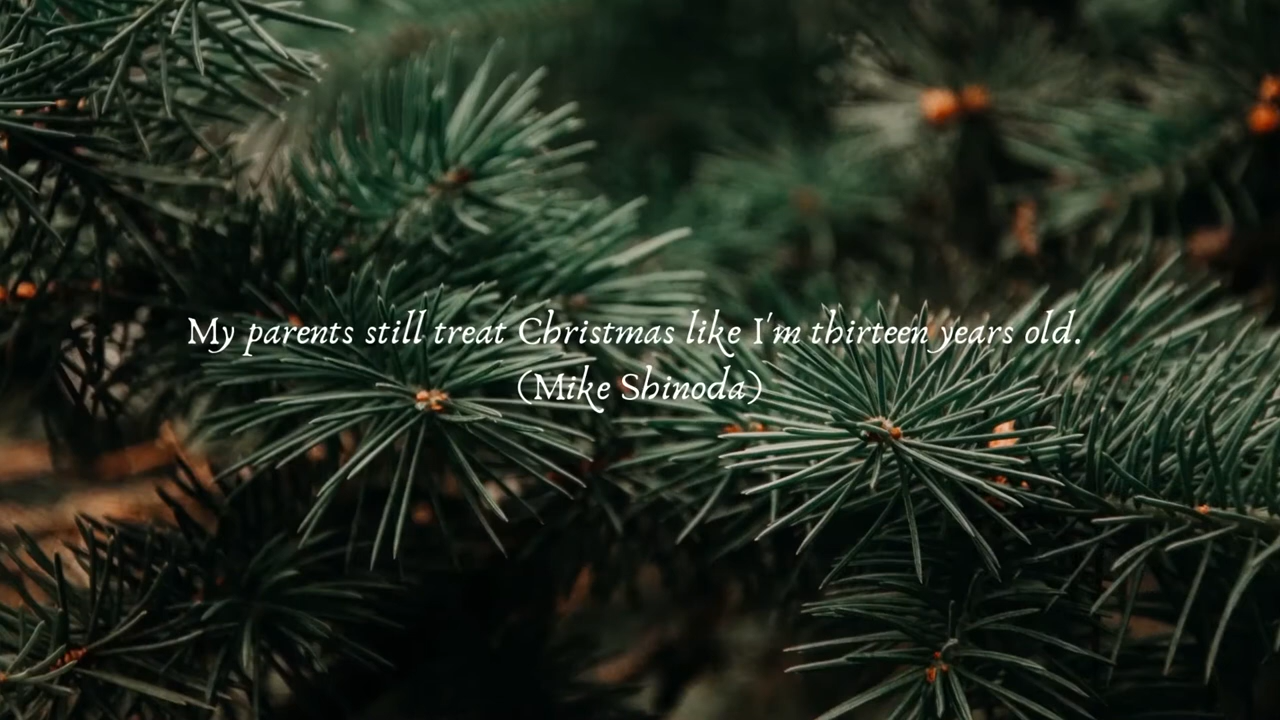 My parents still treat Christmas like I'm thirteen years old.
(Mike Shinoda)